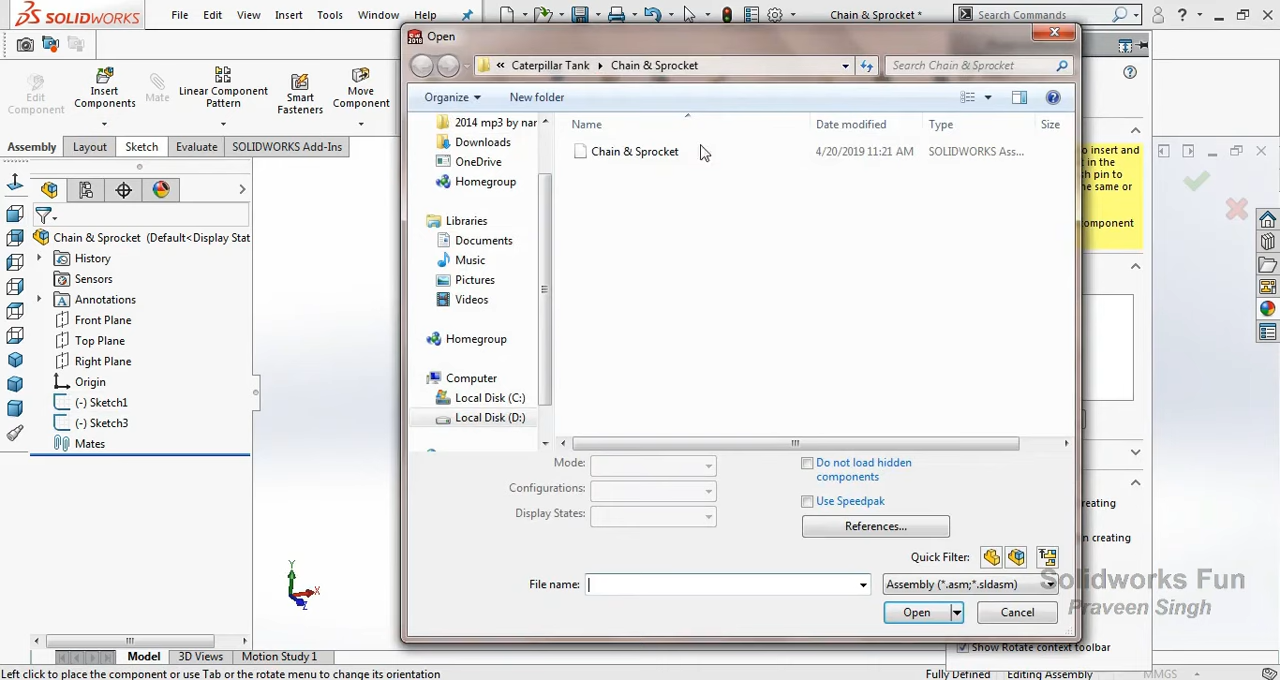 SOLIDWORKS File Edit View Insert Tools Window Help Chain & Sprocket * Search Commands ?
Open
« Caterpillar Tank Chain & Sprocket Search Chain & Sprocket
Edit Component
Insert Components
Mate
Linear Component Pattern
Smart Fasteners
Move Component
Organize New folder
Assembly Layout Sketch Evaluate SOLIDWORKS Add-Ins
Name Date modified Type Size
Chain & Sprocket 4/20/2019 11:21 AM SOLIDWORKS Ass...
2014 mp3 by nar
Downloads
OneDrive
Homegroup
Libraries
Documents
Music
Pictures
Videos
Homegroup
Computer
Local Disk (C:)
Local Disk (D:)
Chain & Sprocket (Default<Display Stat
History
Sensors
Annotations
Front Plane
Top Plane
Right Plane
Origin
(-) Sketch1
(-) Sketch3
Mates
to insert and
t in the
sh pin to
the same or
omponent
Mode:
Configurations:
Display States:
Do not load hidden
components
Use Speedpak
References...
creating
n creating
Quick Filter:
File name: Assembly (*.asm;*.sldasm)
Open Cancel
Solidworks Fun
Praveen Singh
Show Rotate context toolbar
Y
X
Z
Model 3D Views Motion Study 1
Left click to place the component or use Tab or the rotate menu to change its orientation Fully Defined Editing Assembly MMGS